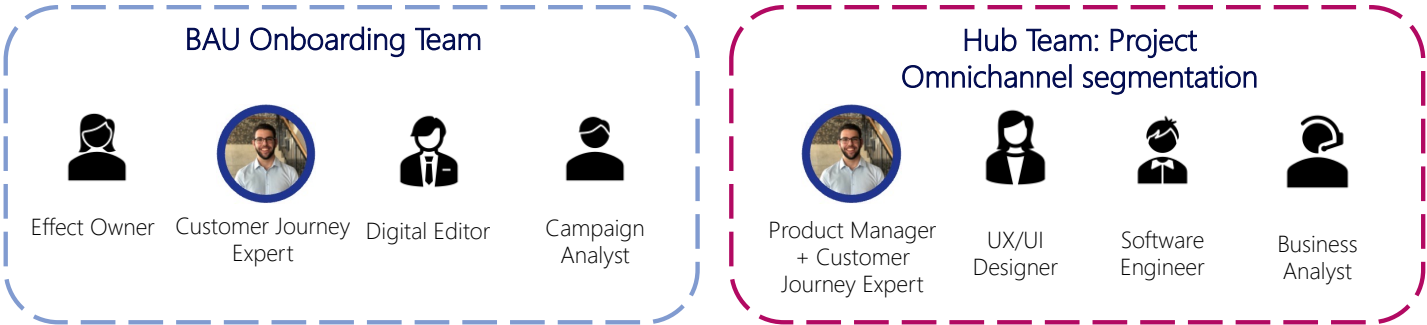 BAU Onboarding Team
Effect Owner
Customer Journey
Expert
Digital Editor
Campaign
Analyst
Hub Team: Project
Omnichannel segmentation
Product Manager
+ Customer
Journey Expert
UX/UI
Designer
Software
Engineer
Business
Analyst